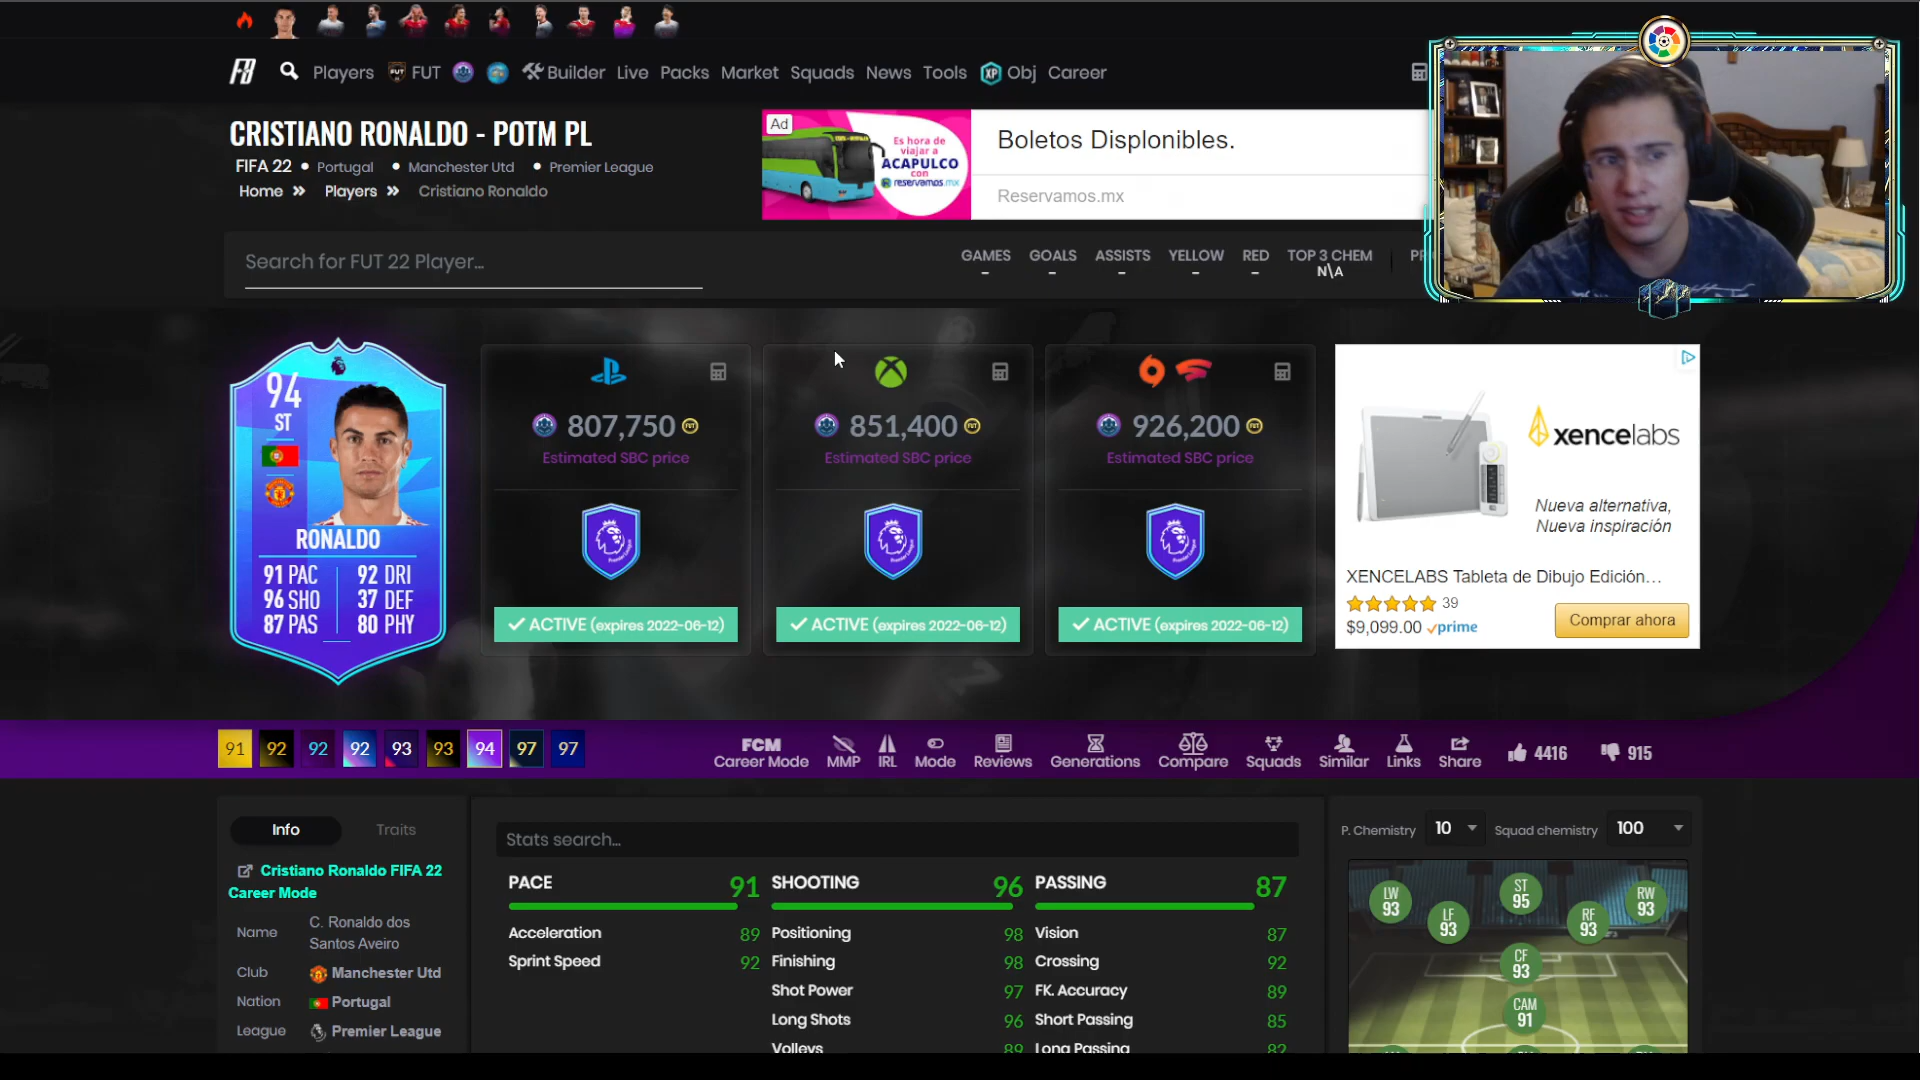 Players FUT Builder Live Packs Market Squads News Tools XP Obj Career
CRISTIANO RONALDO - POTM PL
FIFA 22 • Portugal • Manchester Utd • Premier League
Home » Players » Cristiano Ronaldo
Ad
Es hora de
viajar a
ACAPULCO
con
reservamos.mx
Boletos Displonibles.
Reservamos.mx
Search for FUT 22 Player...
GAMES GOALS ASSISTS YELLOW RED TOP 3 CHEM
- - - - - N\A
94
ST
RONALDO
91 PAC 92 DRI
96 SHO 37 DEF
87 PAS 80 PHY
807,750
Estimated SBC price
ACTIVE (expires 2022-06-12)
851,400
Estimated SBC price
ACTIVE (expires 2022-06-12)
926,200
Estimated SBC price
ACTIVE (expires 2022-06-12)
xencelabs
Nueva alternativa,
Nueva inspiración
XENCELABS Tableta de Dibujo Edición...
39
$9,099.00 prime
Comprar ahora
91 92 92 92 93 93 94 97 97
FCM
Career Mode MMP IRL Mode Reviews Generations Compare Squads Similar Links Share 4416 915
Info Traits
Cristiano Ronaldo FIFA 22
Career Mode
Name C. Ronaldo dos
Santos Aveiro
Club Manchester Utd
Nation Portugal
League Premier League
Stats search...
PACE 91
Acceleration 89
Sprint Speed 92
SHOOTING 96
Positioning 98
Finishing 98
Shot Power 97
Long Shots 96
Volleys 89
PASSING 87
Vision 87
Crossing 92
FK. Accuracy 89
Short Passing 85
Long Passing 82
P. Chemistry 10 Squad chemistry 100
LW
93
ST
95
RW
93
LF
93
RF
93
CF
93
CAM
91